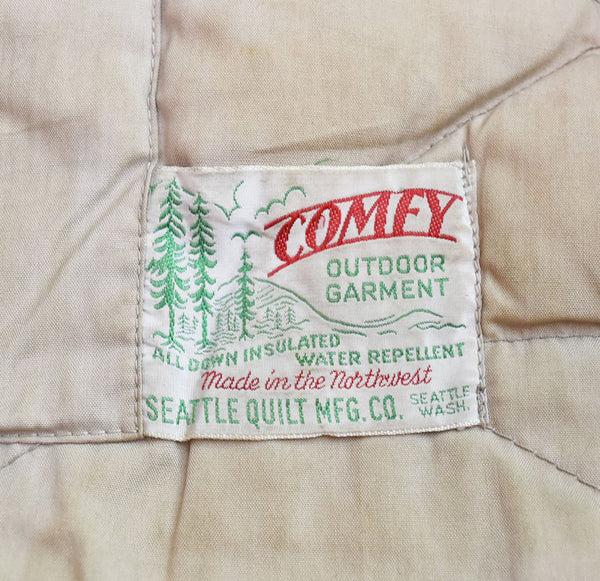 COMFY
OUTDOOR
GARMENT
ALL DOWN INSULATED
WATER REPELLENT
Made in the Northwest
SEATTLE QUILT MFG. CO.
SEATTLE
WASH.